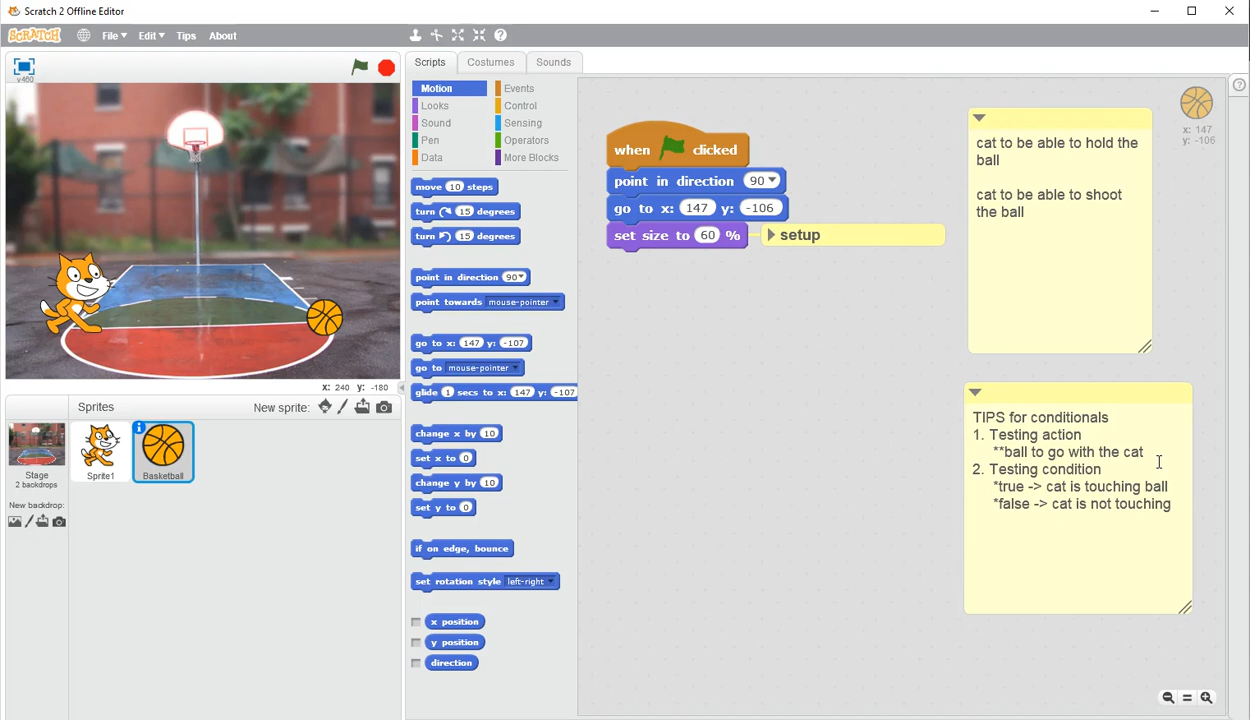 Scratch 2 Offline Editor
SCRATCH
File
Edit
Tips
About
v460
x: 240 y: -180
Sprites
New sprite:
Stage
2 backdrops
New backdrop:
Sprite1
Basketball
Scripts
Costumes
Sounds
Motion
Looks
Sound
Pen
Data
Events
Control
Sensing
Operators
More Blocks
move 10 steps
turn 15 degrees
turn 15 degrees
point in direction 90
point towards mouse-pointer
go to x: 147 y: -107
go to mouse-pointer
glide 1 secs to x: 147 y: -107
change x by 10
set x to 0
change y by 10
set y to 0
if on edge, bounce
set rotation style left-right
x position
y position
direction
when clicked
point in direction 90
go to x: 147 y: -106
set size to 60 %
setup
cat to be able to hold the
ball
cat to be able to shoot
the ball
x: 147
y: -106
TIPS for conditionals
1. Testing action
**ball to go with the cat
2. Testing condition
*true -> cat is touching ball
*false -> cat is not touching